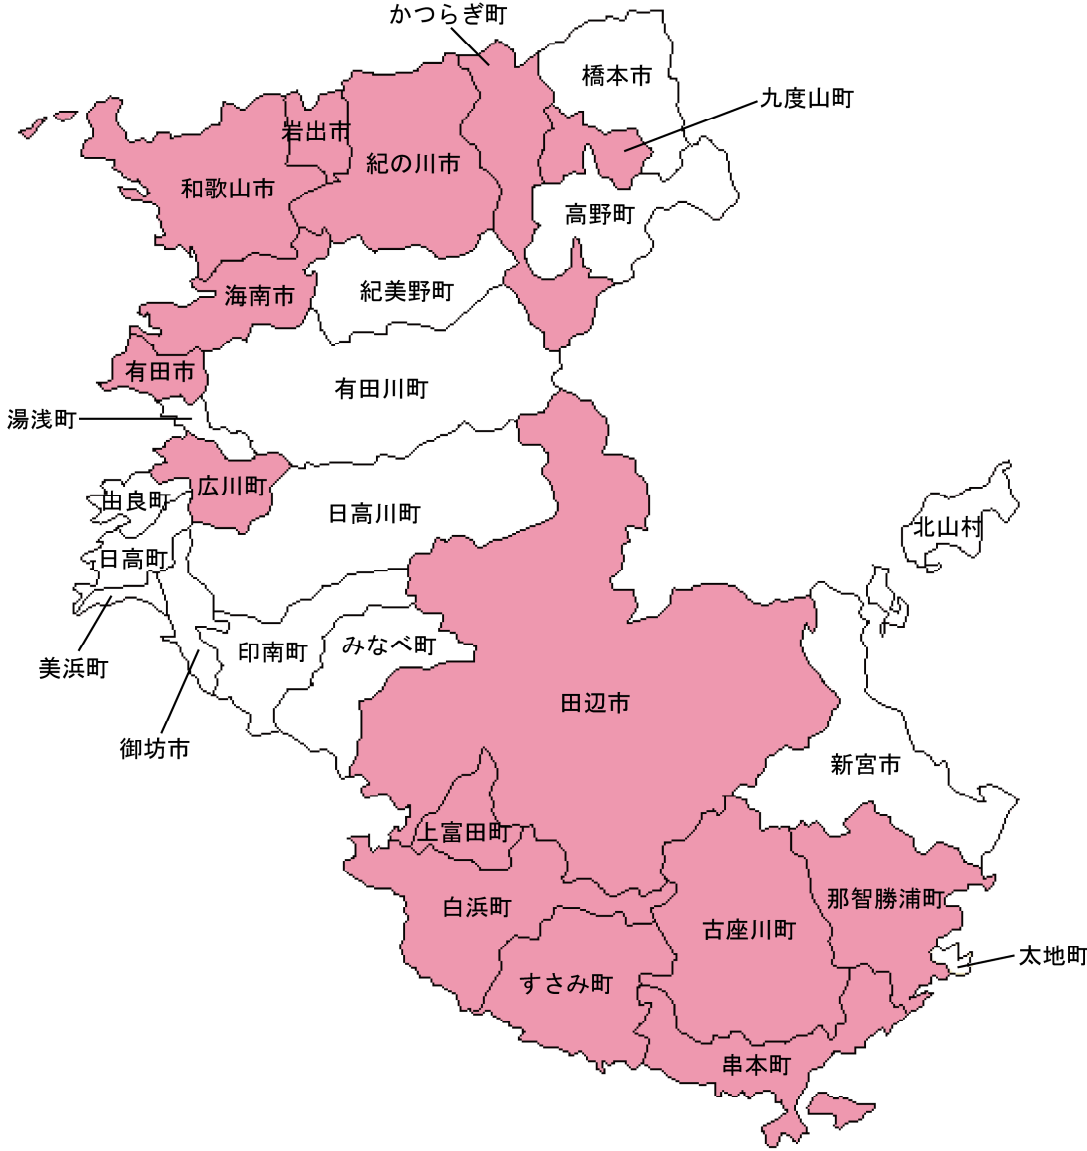 かつらぎ町
橋本市
九度山町
岩出市
紀の川市
和歌山市
高野町
海南市
紀美野町
有田市
有田川町
湯浅町
広川町
由良町
日高川町
北山村
日高町
美浜町
印南町
みなべ町
田辺市
御坊市
新宮市
上富田町
那智勝浦町
白浜町
古座川町
太地町
すさみ町
串本町